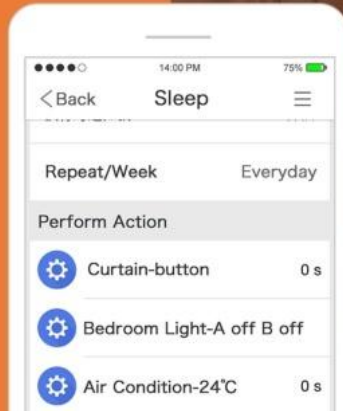 14:00 PM 75%
<Back Sleep
Repeat/Week Everyday
Perform Action
Curtain-button 0 s
Bedroom Light-A off B off
Air Condition-24℃ 0 s